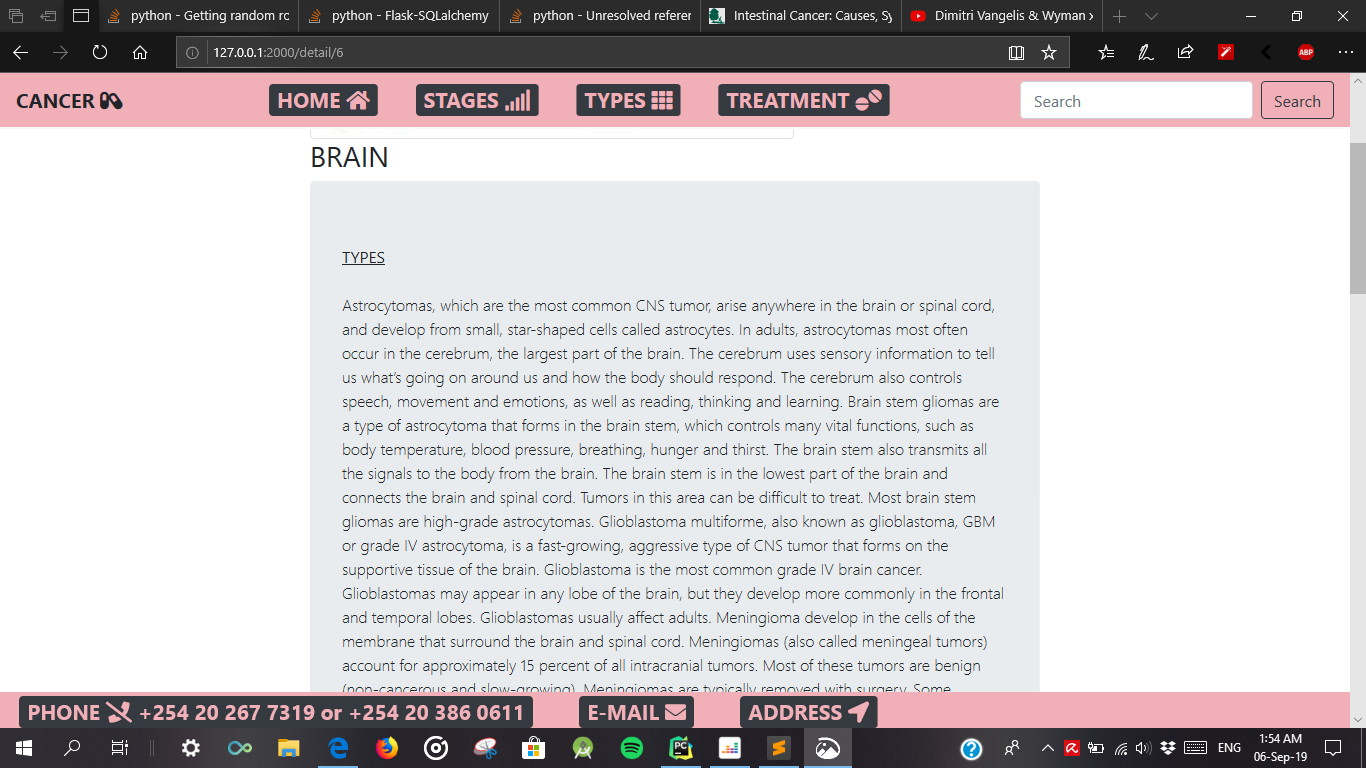 python - Getting random ro
python - Flask-SQLalchemy
python - Unresolved referer
Intestinal Cancer: Causes, Sy
Dimitri Vangelis & Wyman x
127.0.0.1:2000/detail/6
ABP
CANCER
HOME
STAGES
TYPES
TREATMENT
Search
Search
BRAIN
TYPES
Astrocytomas, which are the most common CNS tumor, arise anywhere in the brain or spinal cord,
and develop from small, star-shaped cells called astrocytes. In adults, astrocytomas most often
occur in the cerebrum, the largest part of the brain. The cerebrum uses sensory information to tell
us what's going on around us and how the body should respond. The cerebrum also controls
speech, movement and emotions, as well as reading, thinking and learning. Brain stem gliomas are
a type of astrocytoma that forms in the brain stem, which controls many vital functions, such as
body temperature, blood pressure, breathing, hunger and thirst. The brain stem also transmits all
the signals to the body from the brain. The brain stem is in the lowest part of the brain and
connects the brain and spinal cord. Tumors in this area can be difficult to treat. Most brain stem
gliomas are high-grade astrocytomas. Glioblastoma multiforme, also known as glioblastoma, GBM
or grade IV astrocytoma, is a fast-growing, aggressive type of CNS tumor that forms on the
supportive tissue of the brain. Glioblastoma is the most common grade IV brain cancer.
Glioblastomas may appear in any lobe of the brain, but they develop more commonly in the frontal
and temporal lobes. Glioblastomas usually affect adults. Meningioma develop in the cells of the
membrane that surround the brain and spinal cord. Meningiomas (also called meningeal tumors)
account for approximately 15 percent of all intracranial tumors. Most of these tumors are benign
(non-cancerous and slow-growing). Meningiomas are typically removed with surgery. Some
PHONE +254 20 267 7319 or +254 20 386 0611
E-MAIL
ADDRESS
PC
ENG
1:54 AM
06-Sep-19